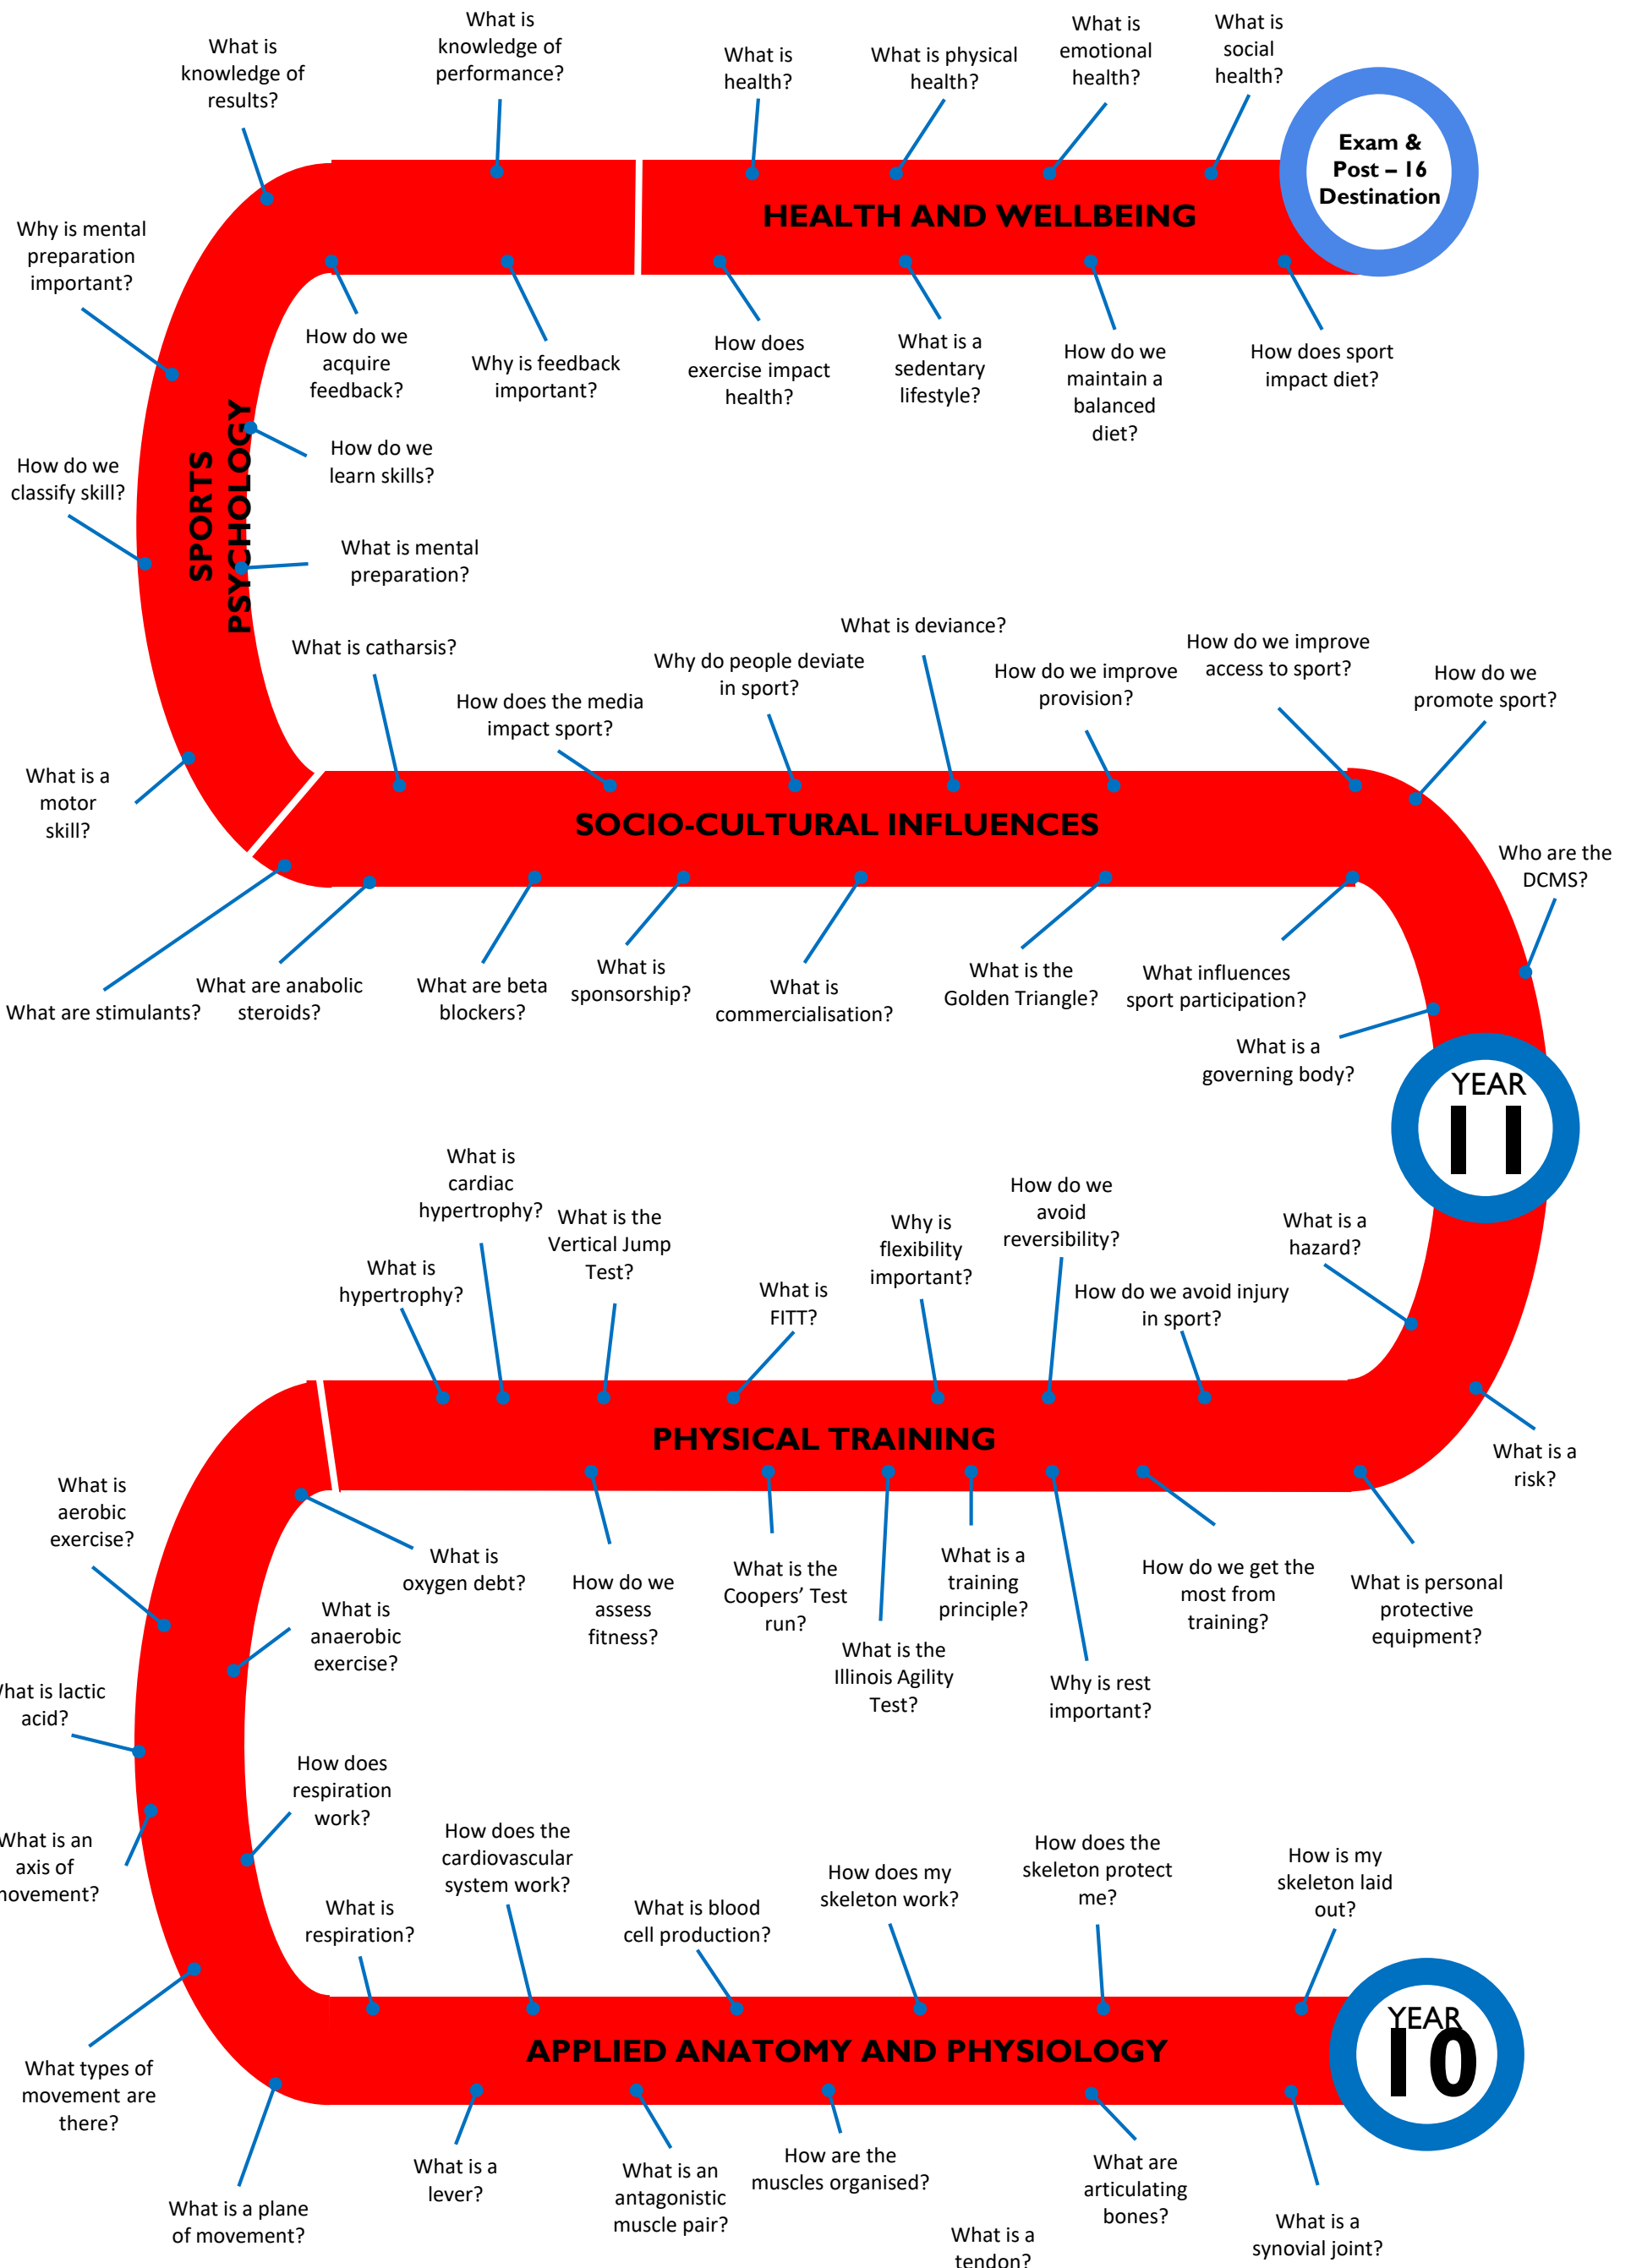 What is
knowledge of
results?
What is
knowledge of
performance?
What is
health?
What is physical
health?
What is
emotional
health?
What is
social
health?
Exam &
Post – 16
Destination
HEALTH AND WELLBEING
Why is mental
preparation
important?
How do we
acquire
feedback?
Why is feedback
important?
How does
exercise impact
health?
What is a
sedentary
lifestyle?
How do we
maintain a
balanced
diet?
How does sport
impact diet?
SPORTS
PSYCHOLOGY
How do we
learn skills?
How do we
classify skill?
What is mental
preparation?
What is a
motor
skill?
What is catharsis?
How does the media
impact sport?
Why do people deviate
in sport?
What is deviance?
How do we improve
provision?
How do we improve
access to sport?
How do we
promote sport?
SOCIO-CULTURAL INFLUENCES
Who are the
DCMS?
What are stimulants?
What are anabolic
steroids?
What are beta
blockers?
What is
sponsorship?
What is
commercialisation?
What is the
Golden Triangle?
What influences
sport participation?
What is a
governing body?
YEAR
11
What is
hypertrophy?
What is
cardiac
hypertrophy?
What is the
Vertical Jump
Test?
What is
FITT?
Why is
flexibility
important?
How do we
avoid
reversibility?
How do we avoid injury
in sport?
What is a
hazard?
PHYSICAL TRAINING
What is a
risk?
What is
aerobic
exercise?
What is
oxygen debt?
How do we
assess
fitness?
What is the
Coopers’ Test
run?
What is the
Illinois Agility
Test?
What is a
training
principle?
Why is rest
important?
How do we get the
most from
training?
What is personal
protective
equipment?
What is
anaerobic
exercise?
hat is lactic
acid?
How does
respiration
work?
What is an
axis of
movement?
What is
respiration?
How does the
cardiovascular
system work?
What is blood
cell production?
How does my
skeleton work?
How does the
skeleton protect
me?
How is my
skeleton laid
out?
APPLIED ANATOMY AND PHYSIOLOGY
YEAR
10
What types of
movement are
there?
What is a plane
of movement?
What is a
lever?
What is an
antagonistic
muscle pair?
How are the
muscles organised?
What is a
tendon?
What are
articulating
bones?
What is a
synovial joint?